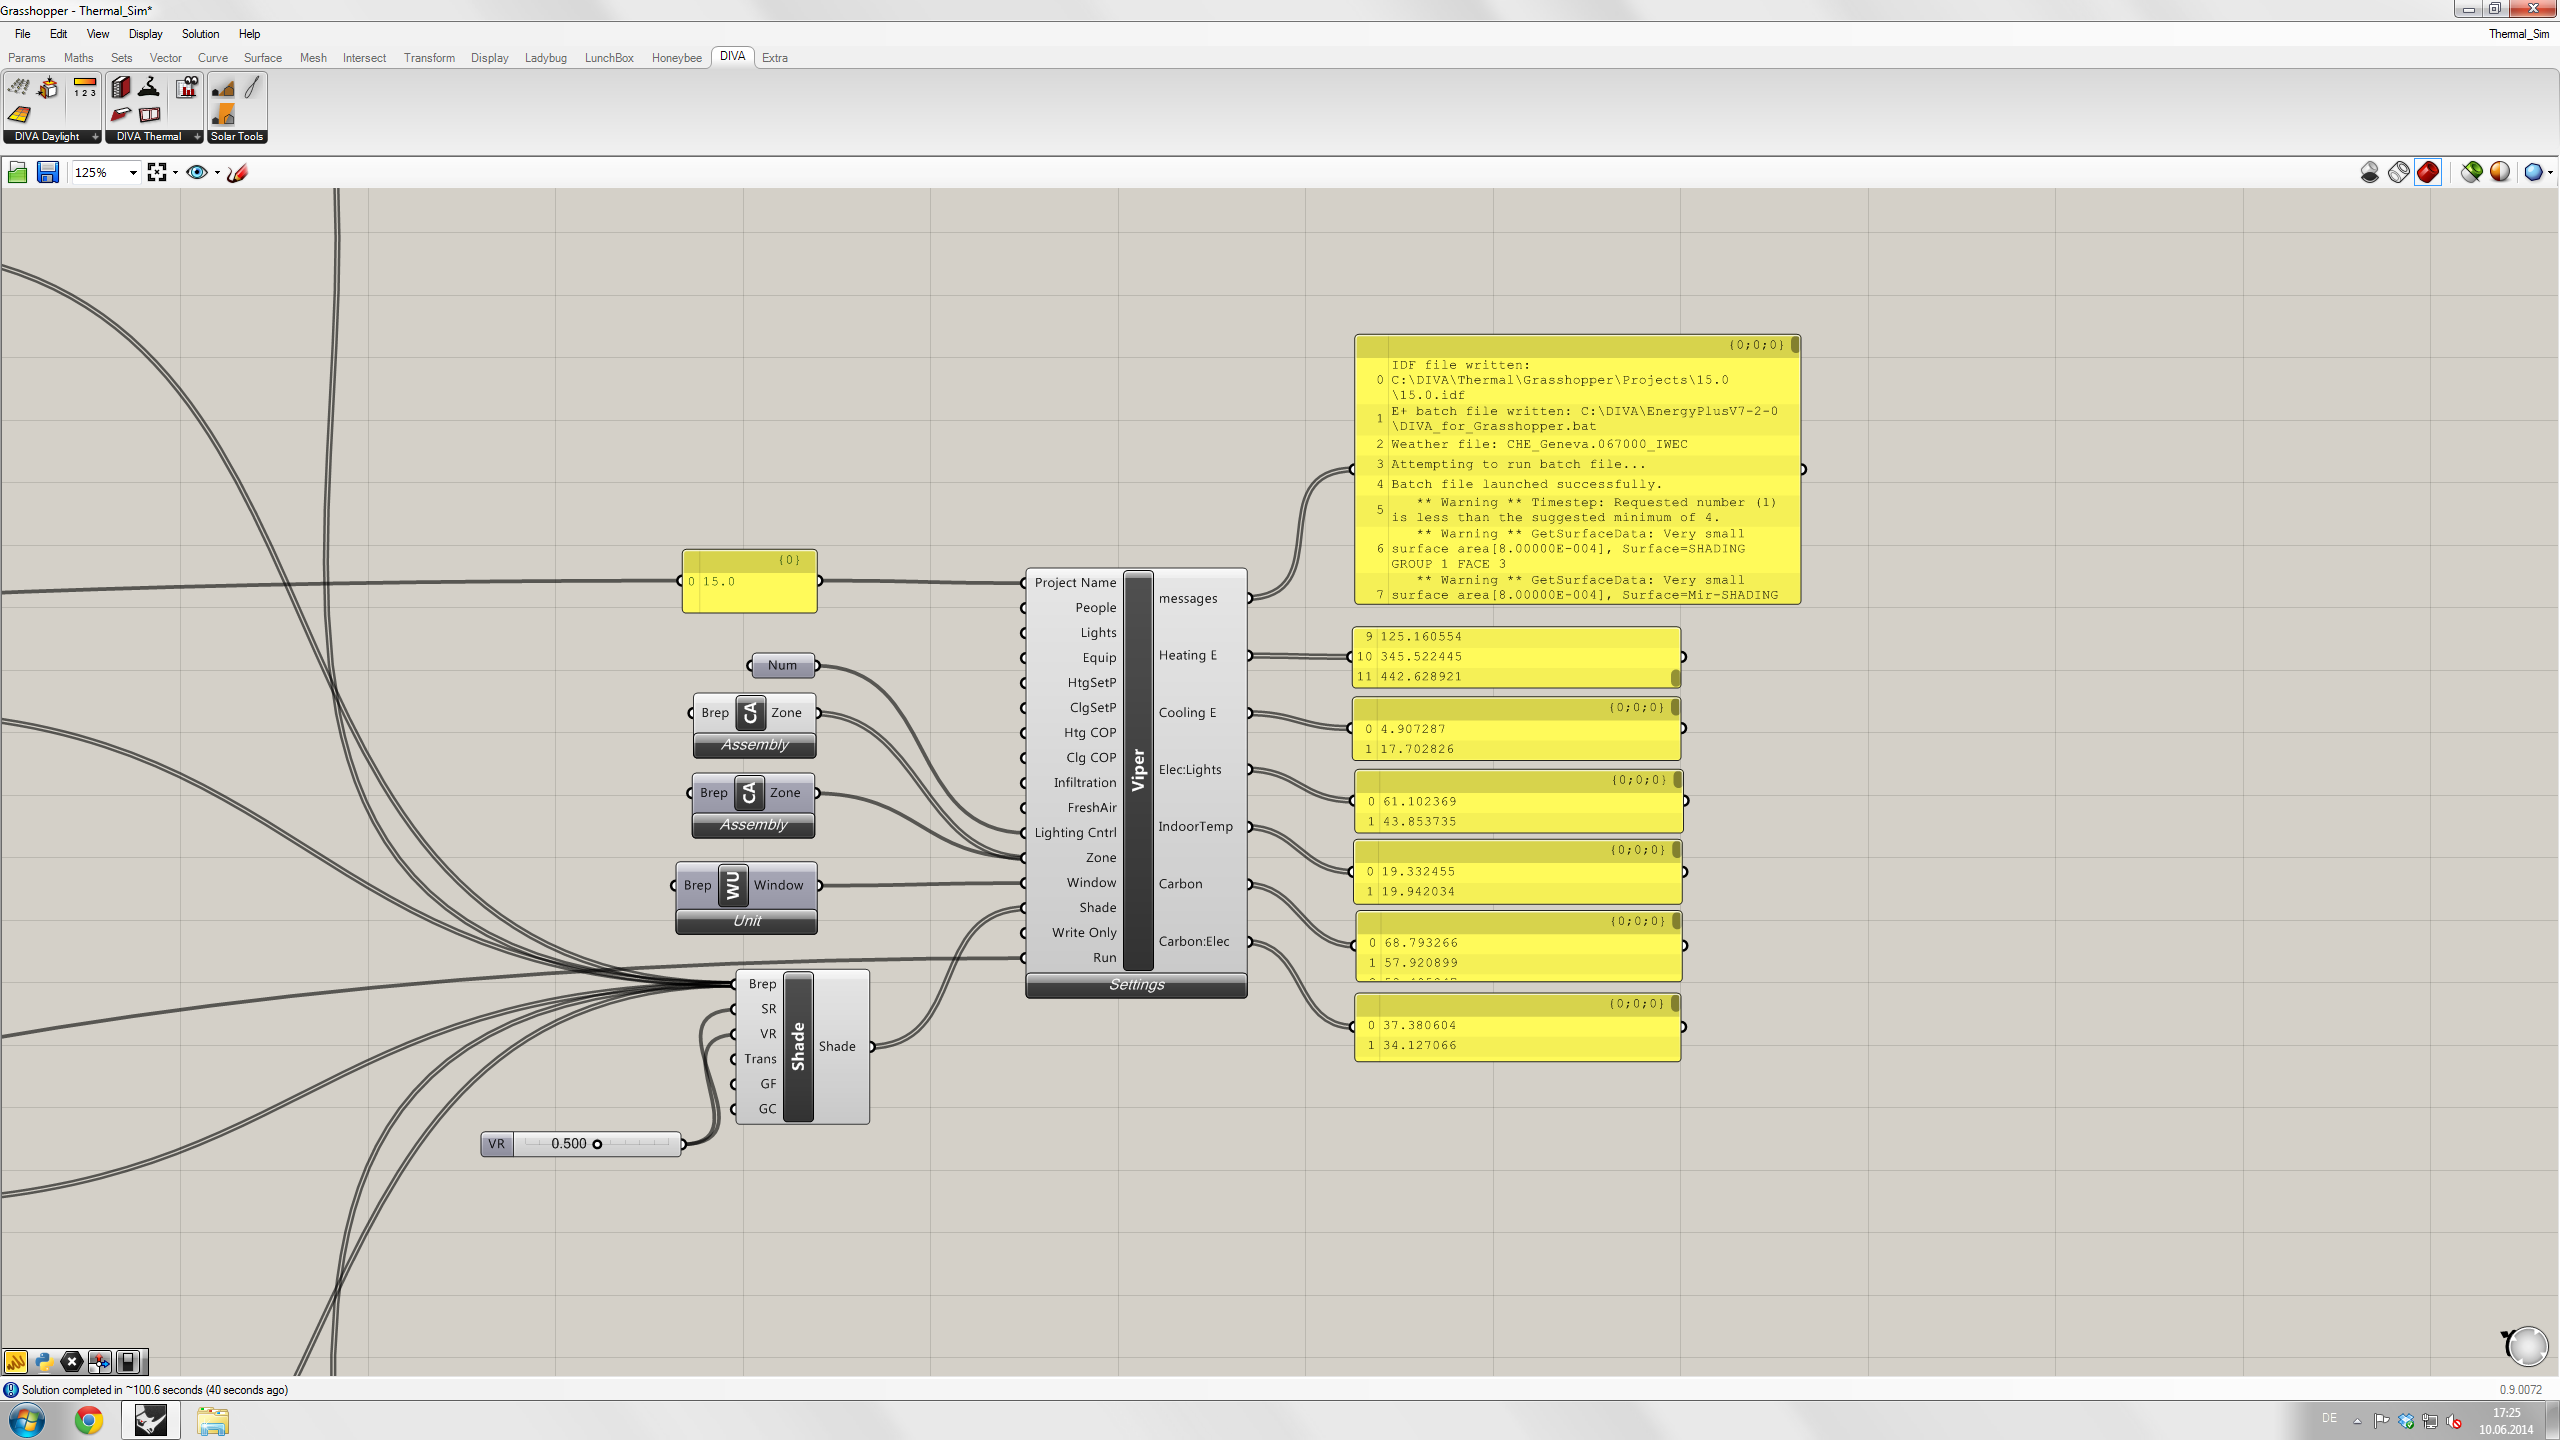 Grasshopper - Thermal_Sim*
File Edit View Display Solution Help
Thermal_Sim
Params Maths Sets Vector Curve Surface Mesh Intersect Transform Display Ladybug LunchBox Honeybee DIVA Extra
1 2 3
DIVA Daylight
DIVA Thermal
Solar Tools
125%
{0;0;0}
0 IDF file written:
C:\DIVA\Thermal\Grasshopper\Projects\15.0
\15.0.idf
1 E+ batch file written: C:\DIVA\EnergyPlusV7-2-0
\DIVA_for_Grasshopper.bat
2 Weather file: CHE_Geneva.067000_IWEC
3 Attempting to run batch file...
4 Batch file launched successfully.
5 ** Warning ** Timestep: Requested number (1)
is less than the suggested minimum of 4.
6 ** Warning ** GetSurfaceData: Very small
surface area[8.00000E-004], Surface=SHADING
GROUP 1 FACE 3
7 ** Warning ** GetSurfaceData: Very small
surface area[8.00000E-004], Surface=Mir-SHADING
{0}
0 15.0
Num
Brep CA Zone
Assembly
Brep CA Zone
Assembly
Brep WU Window
Unit
Brep
SR
VR
Trans
GF
GC
Shade
Shade
VR 0.500
Project Name
People
Lights
Equip
HtgSetP
ClgSetP
Htg COP
Clg COP
Infiltration
FreshAir
Lighting Cntrl
Zone
Window
Shade
Write Only
Run
Viper
messages
Heating E
Cooling E
Elec:Lights
IndoorTemp
Carbon
Carbon:Elec
Settings
9 125.160554
10 345.522445
11 442.628921
{0;0;0}
0 4.907287
1 17.702826
{0;0;0}
0 61.102369
1 43.853735
{0;0;0}
0 19.332455
1 19.942034
{0;0;0}
0 68.793266
1 57.920899
{0;0;0}
0 37.380604
1 34.127066
Solution completed in ~100.6 seconds (40 seconds ago)
0.9.0072
DE
17:25
10.06.2014